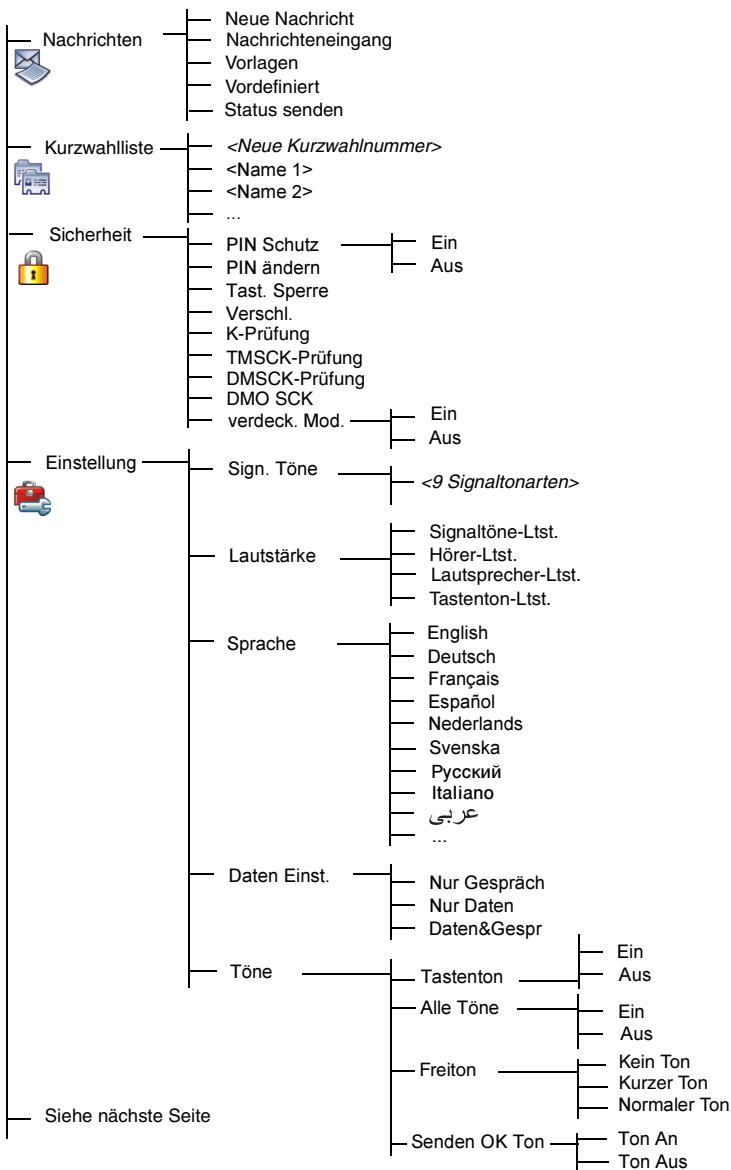 Nachrichten
Neue Nachricht
Nachrichteneingang
Vorlagen
Vordefiniert
Status senden
Kurzwahlliste
<Neue Kurzwahlnummer>
<Name 1>
<Name 2>
...
Sicherheit
PIN Schutz
Ein
Aus
PIN ändern
Tast. Sperre
Verschl.
K-Prüfung
TMSCK-Prüfung
DMSCK-Prüfung
DMO SCK
verdeck. Mod.
Ein
Aus
Einstellung
Sign. Töne
<9 Signaltonarten>
Lautstärke
Signaltöne-Ltst.
Hörer-Ltst.
Lautsprecher-Ltst.
Tastenton-Ltst.
Sprache
English
Deutsch
Français
Español
Nederlands
Svenska
Русский
Italiano
عربى
...
Daten Einst.
Nur Gespräch
Nur Daten
Daten&Gespr
Töne
Tastenton
Ein
Aus
Alle Töne
Ein
Aus
Freiton
Kein Ton
Kurzer Ton
Normaler Ton
Senden OK Ton
Ton An
Ton Aus
Siehe nächste Seite